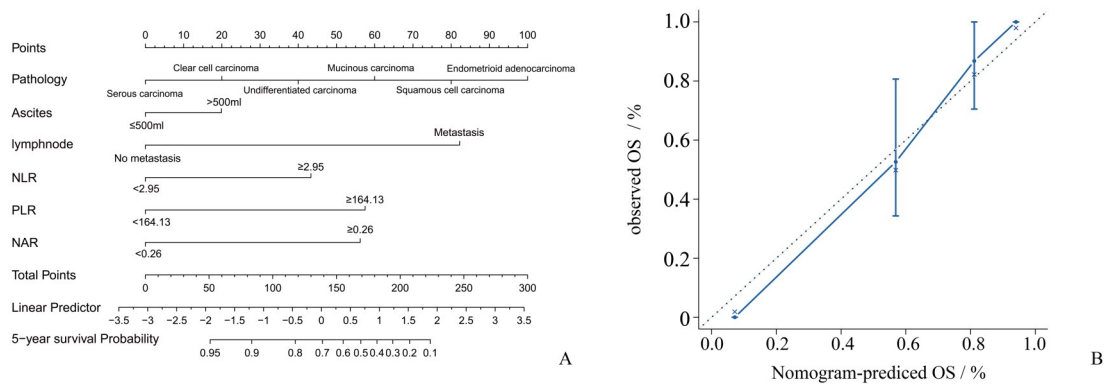 Points
0 10 20 30 40 50 60 70 80 90 100
Pathology
Clear cell carcinoma Mucinous carcinoma Endometrioid adenocarcinoma
Serous carcinoma Undifferentiated carcinoma Squamous cell carcinoma
Ascites
>500ml
≤500ml
lymphnode
Metastasis
No metastasis
NLR
≥2.95
<2.95
PLR
≥164.13
<164.13
NAR
≥0.26
<0.26
Total Points
0 50 100 150 200 250 300
Linear Predictor
−3.5 −3 −2.5 −2 −1.5 −1 −0.5 0 0.5 1 1.5 2 2.5 3 3.5
5−year survival Probability
0.95 0.9 0.8 0.7 0.6 0.5 0.4 0.3 0.2 0.1
A
observed OS / %
1.0
0.8
0.6
0.4
0.2
0
0.0 0.2 0.4 0.6 0.8 1.0
Nomogram-prediced OS / %
B